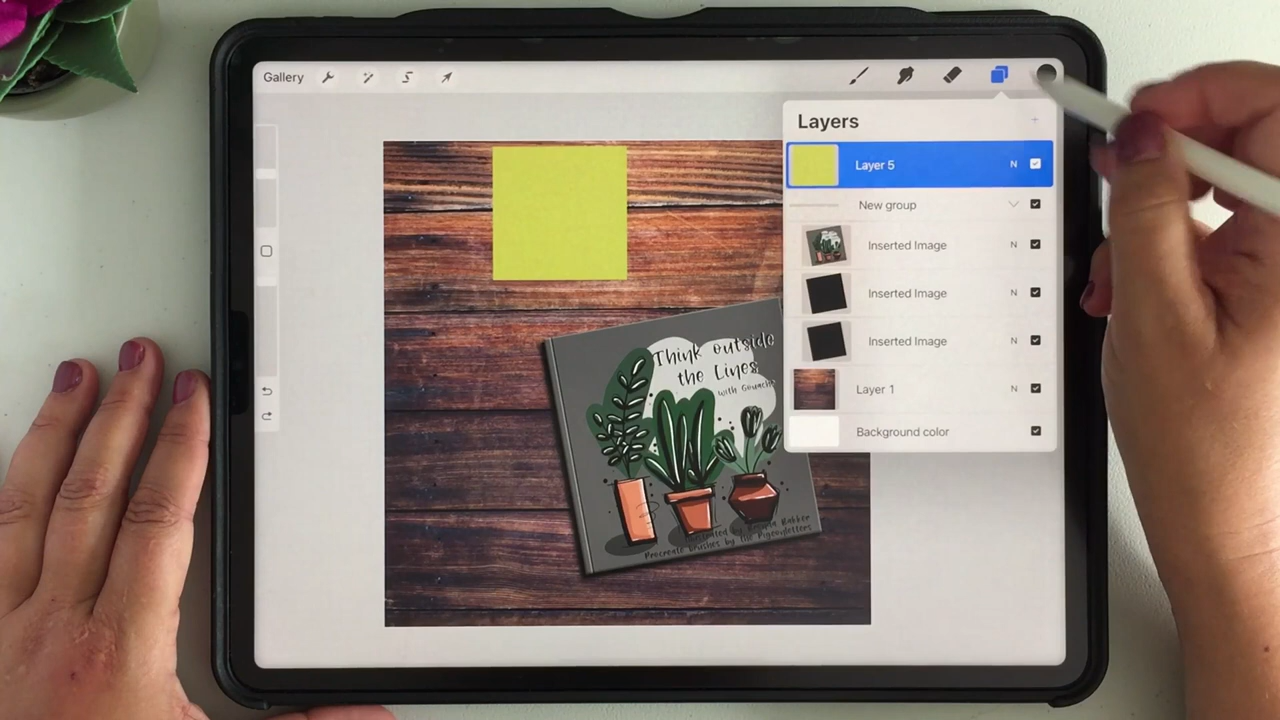 Gallery
Layers
Layer 5 N
New group
Inserted Image N
Inserted Image N
Inserted Image N
Layer 1 N
Background color
Think outside
the Lines
with Gouache
Procreate brushes by the Pigeonletters